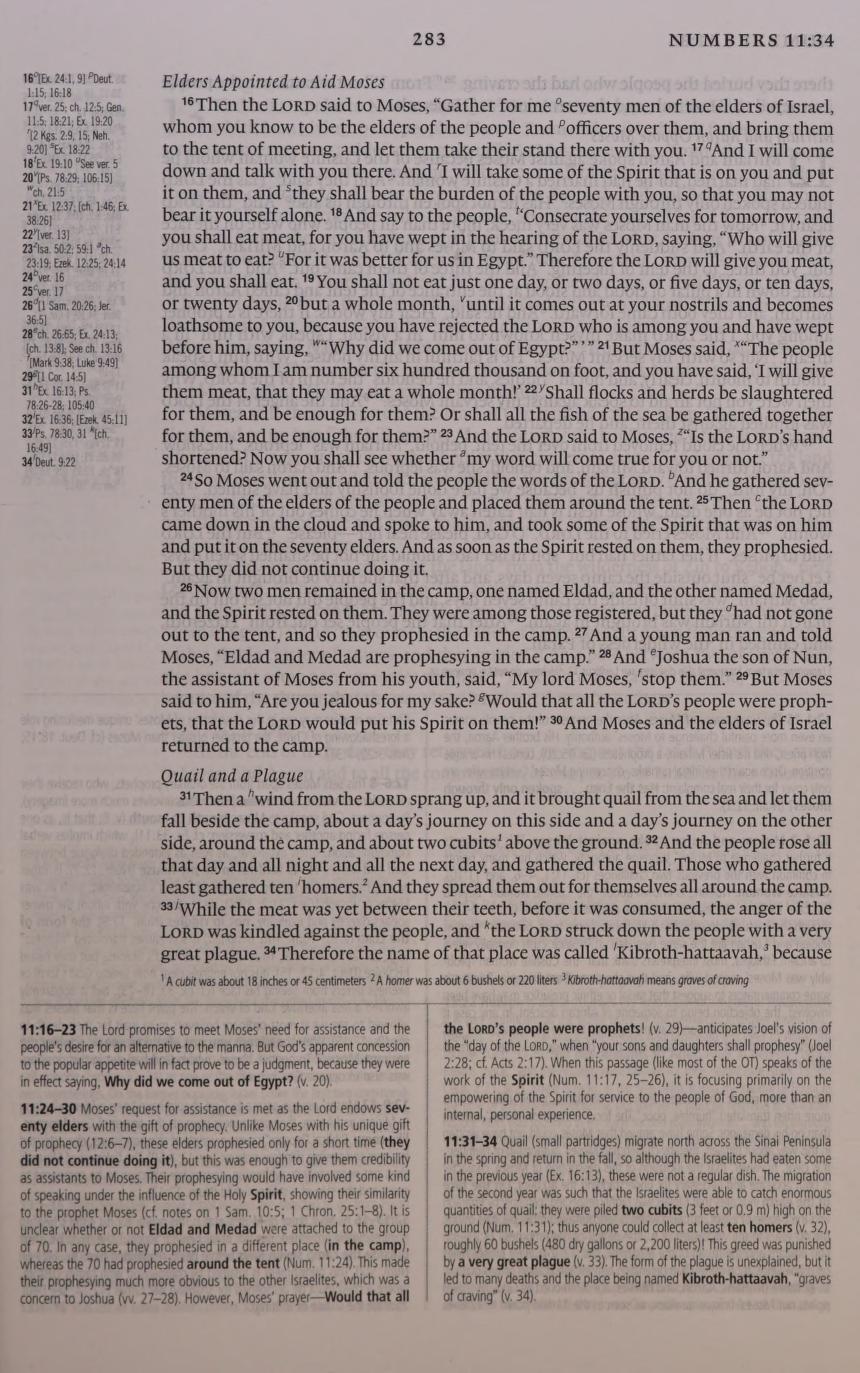 283
NUMBERS 11:34
16 o[Ex. 24:1, 9] p Deut.
1:15; 16:18
17 q ver. 25; ch. 12:5; Gen.
11:5; 18:21; Ex. 19:20
r [2 Kgs. 2:9, 15; Neh.
9:20] s Ex. 18:22
18 t Ex. 19:10 u See ver. 5
20 v [Ps. 78:29; 106:15]
w ch. 21:5
21 x Ex. 12:37; [ch. 1:46; Ex.
38:26]
22 y [ver. 13]
23 z Isa. 50:2; 59:1 a ch.
23:19; Ezek. 12:25; 24:14
24 b ver. 16
25 c ver. 17
26 d [1 Sam. 20:26; Jer.
36:5]
28 e ch. 26:65; Ex. 24:13;
[ch. 13:8]; See ch. 13:16
f [Mark 9:38; Luke 9:49]
29 g [1 Cor. 14:5]
31 h Ex. 16:13; Ps.
78:26-28; 105:40
32 i Ex. 16:36; [Ezek. 45:11]
33 j Ps. 78:30, 31 k [ch.
16:49]
34 l Deut. 9:22
Elders Appointed to Aid Moses
16 Then the LORD said to Moses, “Gather for me o seventy men of the elders of Israel,
whom you know to be the elders of the people and p officers over them, and bring them
to the tent of meeting, and let them take their stand there with you. 17 q And I will come
down and talk with you there. And r I will take some of the Spirit that is on you and put
it on them, and s they shall bear the burden of the people with you, so that you may not
bear it yourself alone. 18 And say to the people, t ‘Consecrate yourselves for tomorrow, and
you shall eat meat, for you have wept in the hearing of the LORD, saying, “Who will give
us meat to eat? u For it was better for us in Egypt.” Therefore the LORD will give you meat,
and you shall eat. 19 You shall not eat just one day, or two days, or five days, or ten days,
or twenty days, 20 but a whole month, v until it comes out at your nostrils and becomes
loathsome to you, because you have rejected the LORD who is among you and have wept
before him, saying, w “Why did we come out of Egypt?”’” 21 But Moses said, x “The people
among whom I am number six hundred thousand on foot, and you have said, ‘I will give
them meat, that they may eat a whole month!’ 22 y Shall flocks and herds be slaughtered
for them, and be enough for them? Or shall all the fish of the sea be gathered together
for them, and be enough for them?” 23 And the LORD said to Moses, z “Is the LORD’s hand
shortened? Now you shall see whether a my word will come true for you or not.”
24 So Moses went out and told the people the words of the LORD. b And he gathered sev-
enty men of the elders of the people and placed them around the tent. 25 Then c the LORD
came down in the cloud and spoke to him, and took some of the Spirit that was on him
and put it on the seventy elders. And as soon as the Spirit rested on them, they prophesied.
But they did not continue doing it.
26 Now two men remained in the camp, one named Eldad, and the other named Medad,
and the Spirit rested on them. They were among those registered, but they d had not gone
out to the tent, and so they prophesied in the camp. 27 And a young man ran and told
Moses, “Eldad and Medad are prophesying in the camp.” 28 And e Joshua the son of Nun,
the assistant of Moses from his youth, said, “My lord Moses, f stop them.” 29 But Moses
said to him, “Are you jealous for my sake? g Would that all the LORD’s people were proph-
ets, that the LORD would put his Spirit on them!” 30 And Moses and the elders of Israel
returned to the camp.
Quail and a Plague
31 Then a h wind from the LORD sprang up, and it brought quail from the sea and let them
fall beside the camp, about a day’s journey on this side and a day’s journey on the other
side, around the camp, and about two cubits 1 above the ground. 32 And the people rose all
that day and all night and all the next day, and gathered the quail. Those who gathered
least gathered ten i homers. 2 And they spread them out for themselves all around the camp.
33 j While the meat was yet between their teeth, before it was consumed, the anger of the
LORD was kindled against the people, and k the LORD struck down the people with a very
great plague. 34 Therefore the name of that place was called l Kibroth-hattaavah, 3 because
1 A cubit was about 18 inches or 45 centimeters 2 A homer was about 6 bushels or 220 liters 3 Kibroth-hattaavah means graves of craving
11:16–23 The Lord promises to meet Moses’ need for assistance and the
people’s desire for an alternative to the manna. But God’s apparent concession
to the popular appetite will in fact prove to be a judgment, because they were
in effect saying, Why did we come out of Egypt? (v. 20).
11:24–30 Moses’ request for assistance is met as the Lord endows sev-
enty elders with the gift of prophecy. Unlike Moses with his unique gift
of prophecy (12:6–7), these elders prophesied only for a short time (they
did not continue doing it), but this was enough to give them credibility
as assistants to Moses. Their prophesying would have involved some kind
of speaking under the influence of the Holy Spirit, showing their similarity
to the prophet Moses (cf. notes on 1 Sam. 10:5; 1 Chron. 25:1–8). It is
unclear whether or not Eldad and Medad were attached to the group
of 70. In any case, they prophesied in a different place (in the camp),
whereas the 70 had prophesied around the tent (Num. 11:24). This made
their prophesying much more obvious to the other Israelites, which was a
concern to Joshua (vv. 27–28). However, Moses’ prayer—Would that all
the LORD’s people were prophets! (v. 29)—anticipates Joel’s vision of
the “day of the LORD,” when “your sons and daughters shall prophesy” (Joel
2:28; cf. Acts 2:17). When this passage (like most of the OT) speaks of the
work of the Spirit (Num. 11:17, 25–26), it is focusing primarily on the
empowering of the Spirit for service to the people of God, more than an
internal, personal experience.
11:31–34 Quail (small partridges) migrate north across the Sinai Peninsula
in the spring and return in the fall, so although the Israelites had eaten some
in the previous year (Ex. 16:13), these were not a regular dish. The migration
of the second year was such that the Israelites were able to catch enormous
quantities of quail; they were piled two cubits (3 feet or 0.9 m) high on the
ground (Num. 11:31); thus anyone could collect at least ten homers (v. 32),
roughly 60 bushels (480 dry gallons or 2,200 liters)! This greed was punished
by a very great plague (v. 33). The form of the plague is unexplained, but it
led to many deaths and the place being named Kibroth-hattaavah, “graves
of craving” (v. 34).